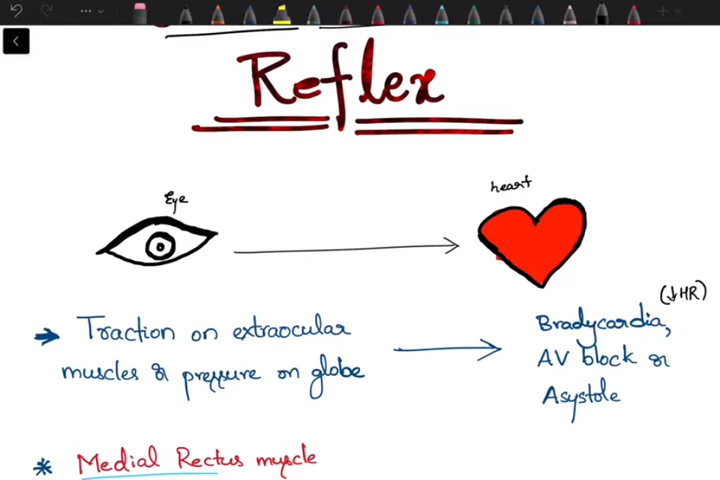 Reflex
Eye
heart
(↓HR)
→ Traction on extraocular
muscles or pressure on globe
Bradycardia,
AV block or
Asystole
* Medial Rectus muscle